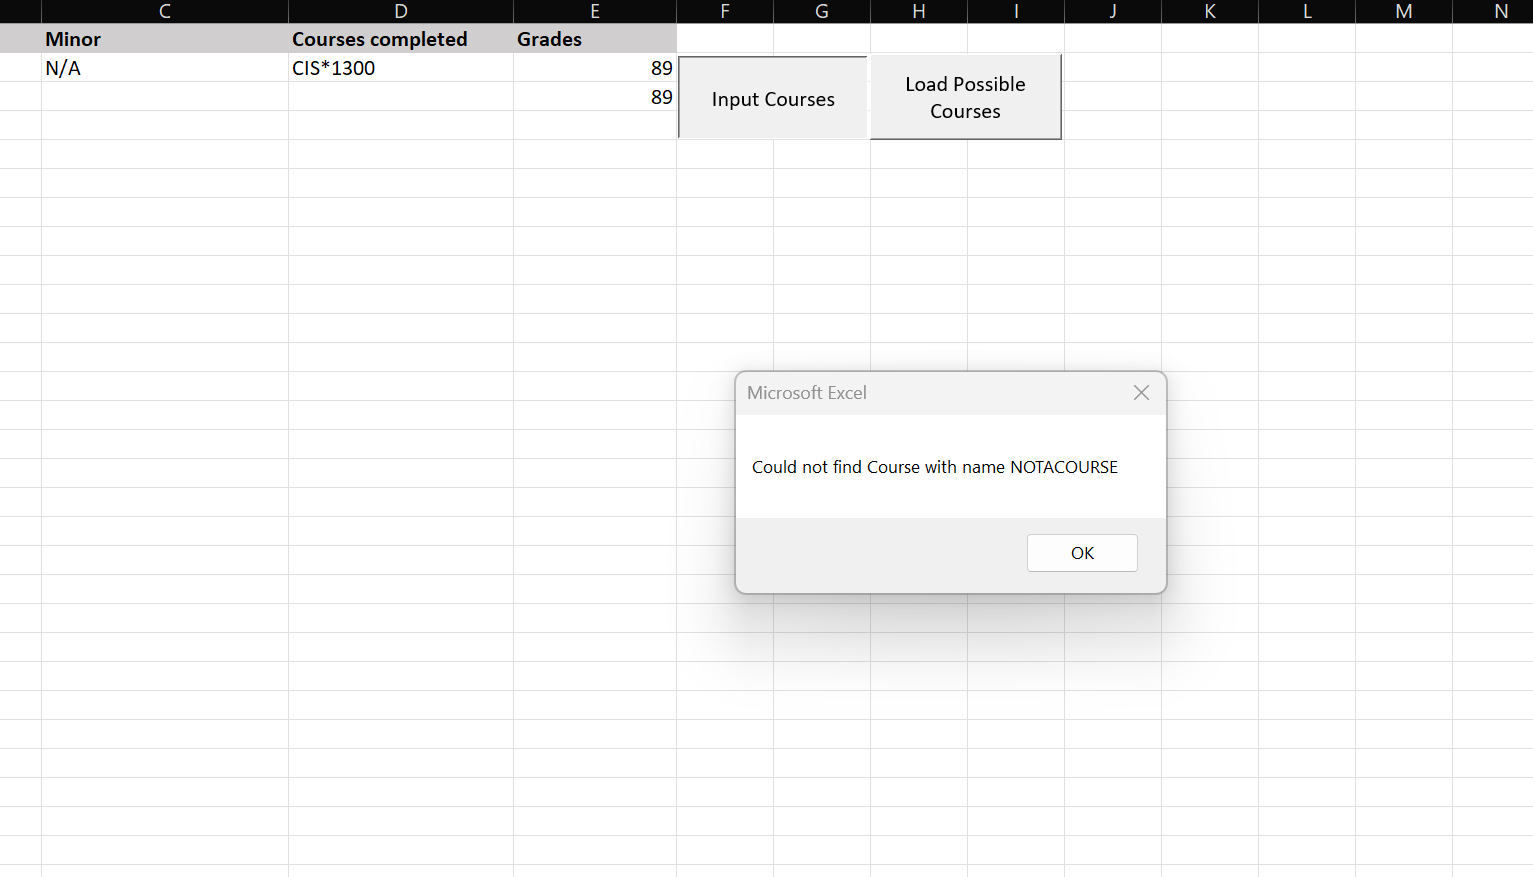 C D E F G H I J K L M N
Minor Courses completed Grades
N/A CIS*1300 89
89
Input Courses
Load Possible
Courses
Microsoft Excel
Could not find Course with name NOTACOURSE
OK